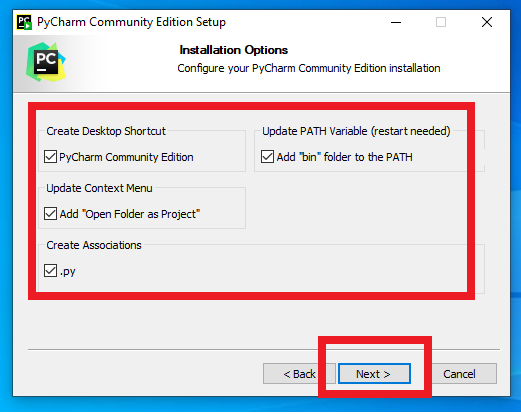 PC
PyCharm Community Edition Setup
PC
Installation Options
Configure your PyCharm Community Edition installation
Create Desktop Shortcut
PyCharm Community Edition
Update PATH Variable (restart needed)
Add "bin" folder to the PATH
Update Context Menu
Add "Open Folder as Project"
Create Associations
.py
< Back
Next >
Cancel